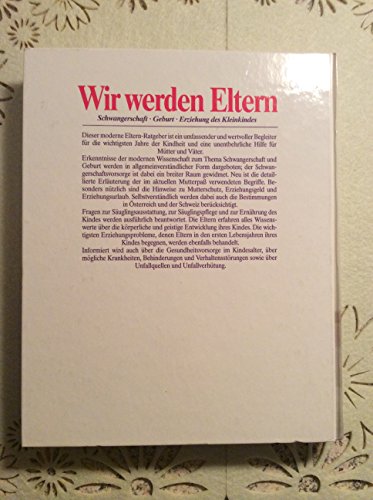 Wir werden Eltern
Schwangerschaft · Geburt · Erziehung des Kleinkindes
Dieser moderne Eltern-Ratgeber ist ein umfassender und wertvoller Begleiter
für die wichtigsten Jahre der Kindheit und eine unentbehrliche Hilfe für
Mütter und Väter.
Erkenntnisse der modernen Wissenschaft zum Thema Schwangerschaft und
Geburt werden in allgemeinverständlicher Form dargeboten; der Schwan-
gerschaftsvorsorge ist dabei ein breiter Raum gewidmet. Neu ist die detail-
lierte Erläuterung der im aktuellen Mutterpaß verwendeten Begriffe. Be-
sonders nützlich sind die Hinweise zu Mutterschutz, Erziehungsgeld und
Erziehungsurlaub. Selbstverständlich werden dabei auch die Bestimmungen
in Österreich und der Schweiz berücksichtigt.
Fragen zur Säuglingsausstattung, zur Säuglingspflege und zur Ernährung des
Kindes werden ausführlich beantwortet. Die Eltern erfahren alles Wissens-
werte über die körperliche und geistige Entwicklung ihres Kindes. Die wich-
tigsten Erziehungsprobleme, denen Eltern in den ersten Lebensjahren ihres
Kindes begegnen, werden ebenfalls behandelt.
Informiert wird auch über die Gesundheitsvorsorge im Kindesalter, über
mögliche Krankheiten, Behinderungen und Verhaltensstörungen sowie über
Unfallquellen und Unfallverhütung.